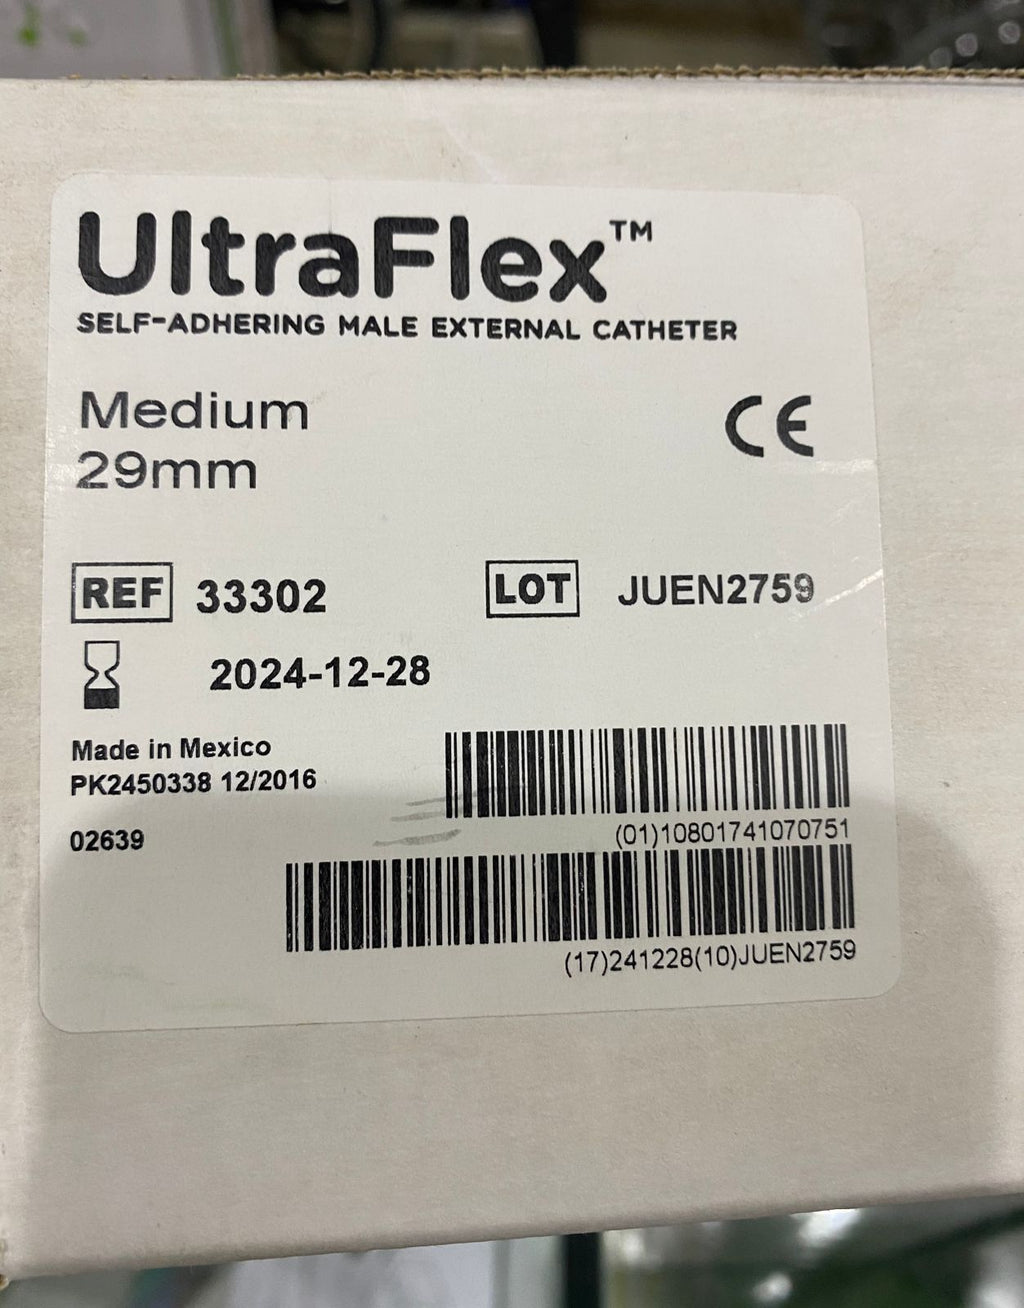 UltraFlex™
SELF-ADHERING MALE EXTERNAL CATHETER
Medium
29mm
CE
REF 33302
LOT JUEN2759
2024-12-28
Made in Mexico
PK2450338 12/2016
02639
(01)10801741070751
(17)241228(10)JUEN2759